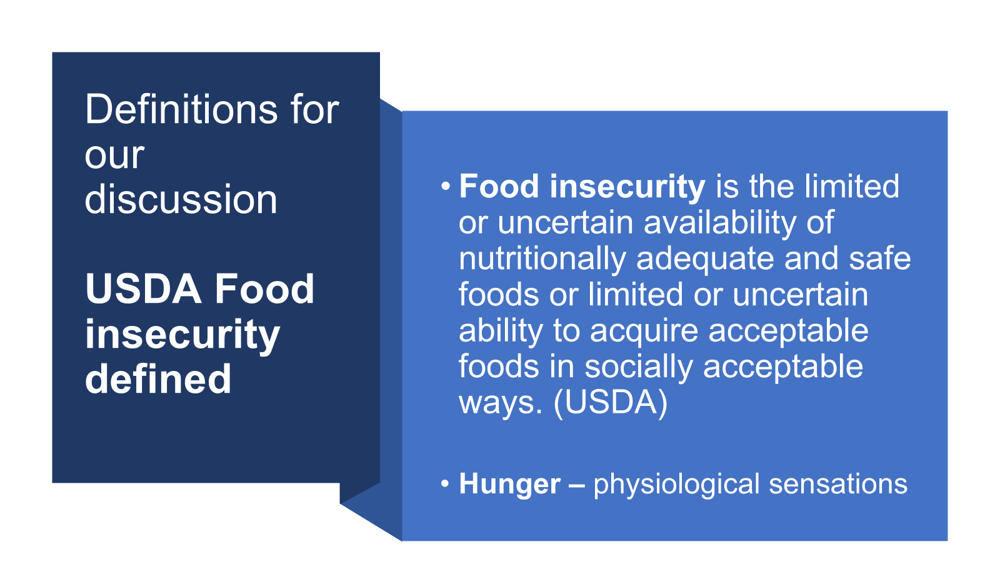 Definitions for
our
discussion
USDA Food
insecurity
defined
• Food insecurity is the limited
or uncertain availability of
nutritionally adequate and safe
foods or limited or uncertain
ability to acquire acceptable
foods in socially acceptable
ways. (USDA)
• Hunger – physiological sensations